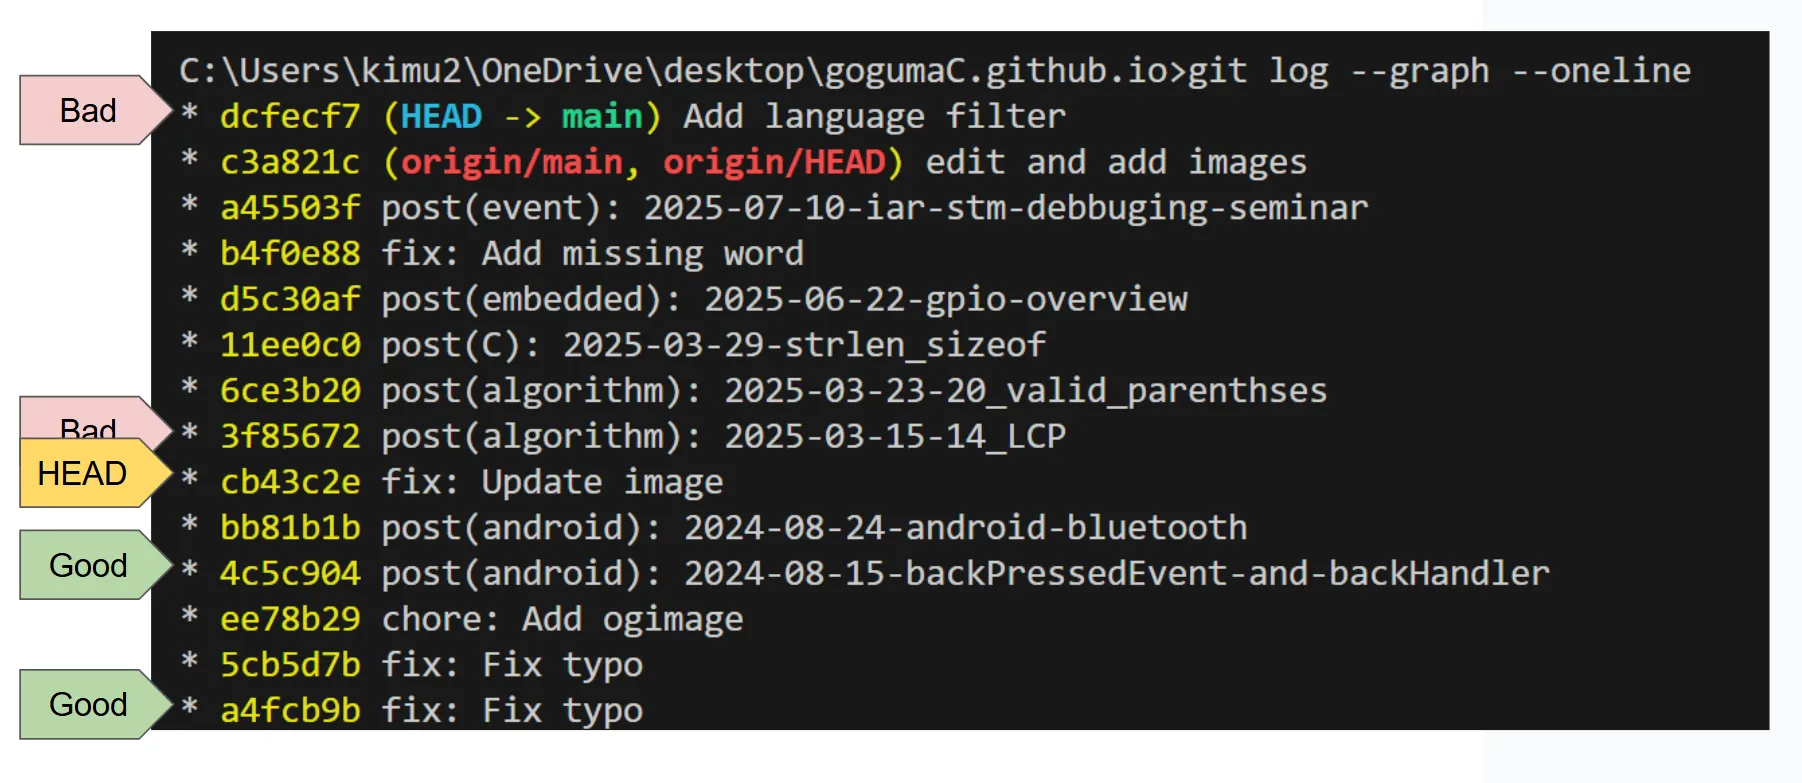 C:\Users\kimu2\OneDrive\desktop\gogumaC.github.io>git log --graph --oneline
Bad
* dcfecf7 (HEAD -> main) Add language filter
* c3a821c (origin/main, origin/HEAD) edit and add images
* a45503f post(event): 2025-07-10-iar-stm-debbuging-seminar
* b4f0e88 fix: Add missing word
* d5c30af post(embedded): 2025-06-22-gpio-overview
* 11ee0c0 post(C): 2025-03-29-strlen_sizeof
* 6ce3b20 post(algorithm): 2025-03-23-20_valid_parenthses
Bad
* 3f85672 post(algorithm): 2025-03-15-14_LCP
HEAD
* cb43c2e fix: Update image
* bb81b1b post(android): 2024-08-24-android-bluetooth
Good
* 4c5c904 post(android): 2024-08-15-backPressedEvent-and-backHandler
* ee78b29 chore: Add ogimage
* 5cb5d7b fix: Fix typo
Good
* a4fcb9b fix: Fix typo